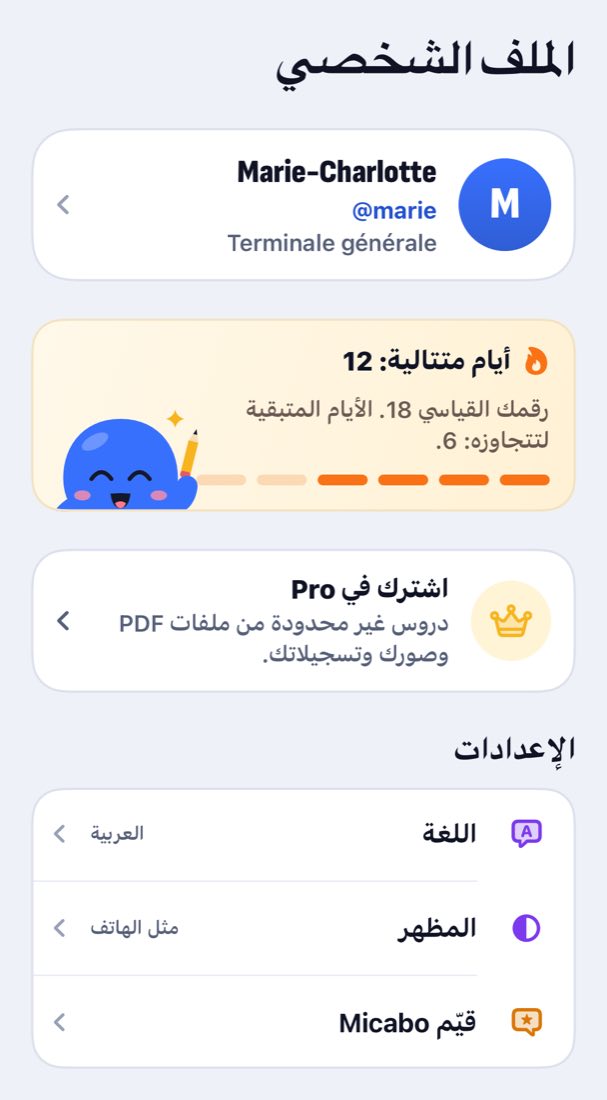 الملف الشخصي
M
Marie-Charlotte
@marie
Terminale générale
أيام متتالية: 12
رقمك القياسي 18. الأيام المتبقية
لتتجاوزه: 6.
اشترك في Pro
دروس غير محدودة من ملفات PDF
وصورك وتسجيلاتك.
الإعدادات
A
اللغة
العربية
المظهر
مثل الهاتف
قيّم Micabo